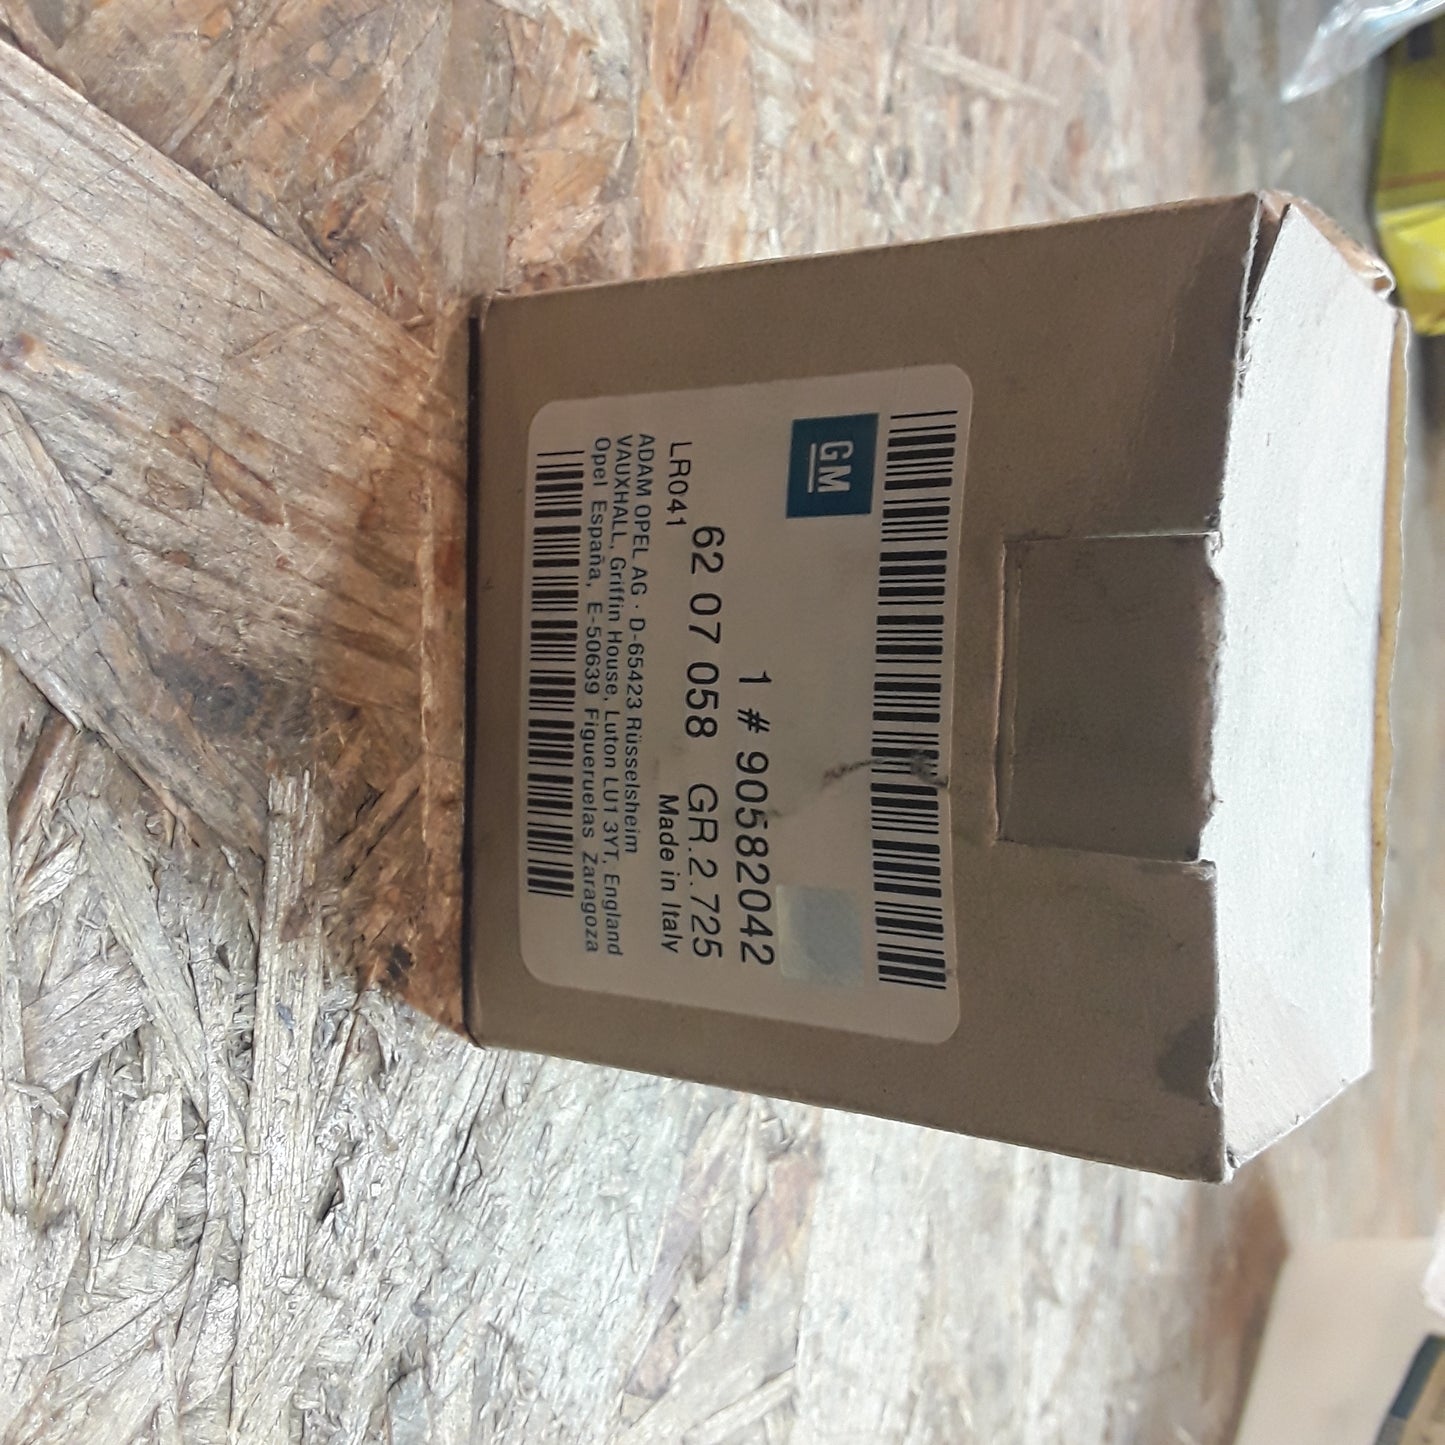 GM
1 # 90582042
62 07 058 GR.2.725
LR041 Made in Italy
ADAM OPEL AG · D-65423 Rüsselsheim
VAUXHALL, Griffin House, Luton LU1 3YT, England
Opel España, E-50639 Figueruelas Zaragoza